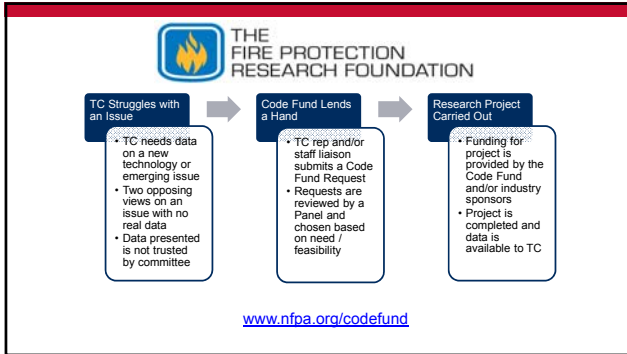 THE
FIRE PROTECTION
RESEARCH FOUNDATION
TC Struggles with
an Issue
• TC needs data
on a new
technology or
emerging issue
• Two opposing
views on an
issue with no
real data
• Data presented
is not trusted
by committee
Code Fund Lends
a Hand
• TC rep and/or
staff liaison
submits a Code
Fund Request
• Requests are
reviewed by a
Panel and
chosen based
on need /
feasibility
Research Project
Carried Out
• Funding for
project is
provided by the
Code Fund
and/or industry
sponsors
• Project is
completed and
data is
available to TC
www.nfpa.org/codefund